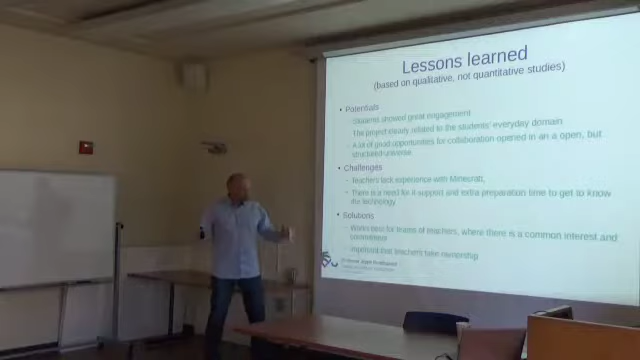 Lessons learned
(based on qualitative, not quantitative studies)
• Potentials
- Students showed great engagement
- The project clearly related to the students' everyday domain
- A lot of good opportunities for collaboration opened in an a open, but
structured universe
• Challenges
- Teachers lack experience with Minecraft,
- There is a need for it support and extra preparation time to get to know
the technology
• Solutions
- Works best for teams of teachers, where there is a common interest and
commitment
- Important that teachers take ownership